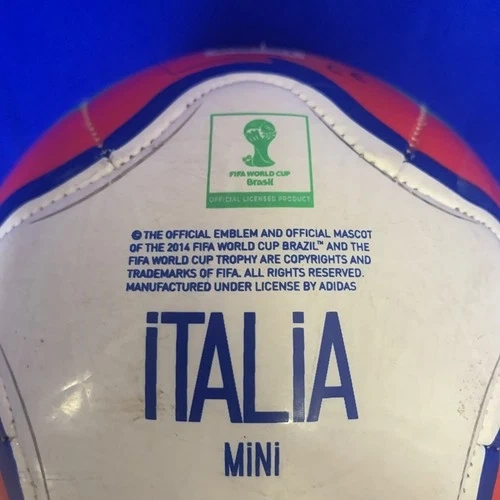 FIFA WORLD CUP
Brasil
OFFICIAL LICENSED PRODUCT
© THE OFFICIAL EMBLEM AND OFFICIAL MASCOT
OF THE 2014 FIFA WORLD CUP BRAZIL™ AND THE
FIFA WORLD CUP TROPHY ARE COPYRIGHTS AND
TRADEMARKS OF FIFA. ALL RIGHTS RESERVED.
MANUFACTURED UNDER LICENSE BY ADIDAS
iTALiA
MiNi